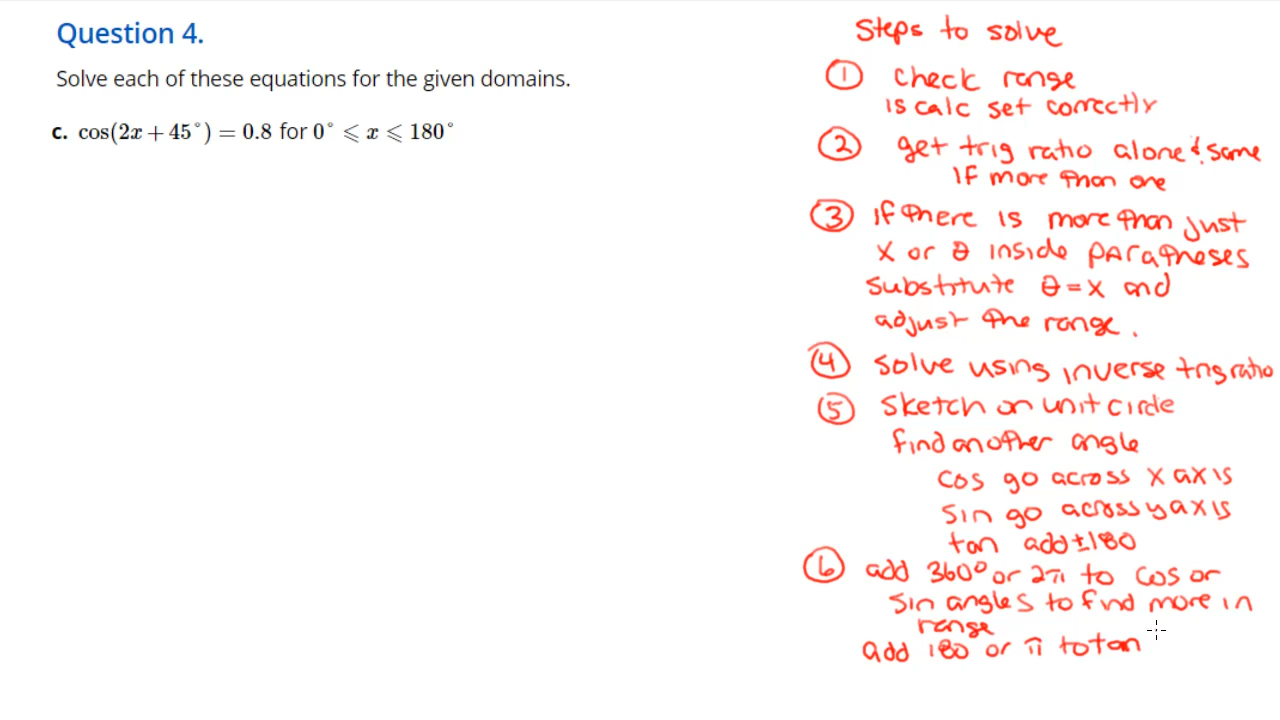 Question 4.
Solve each of these equations for the given domains.
c. cos(2x + 45°) = 0.8 for 0° ⩽ x ⩽ 180°
Steps to solve
① check range
is calc set correctly
② get trig ratio alone & same
if more than one
③ if there is more than just
x or θ inside paratheses
substitute θ = x and
adjust the range.
④ solve using inverse trig ratio
⑤ sketch on unit circle
find another angle
cos go across x axis
sin go across y axis
tan add ±180
⑥ add 360° or 2π to cos or
sin angles to find more in
range
add 180 or π to tan